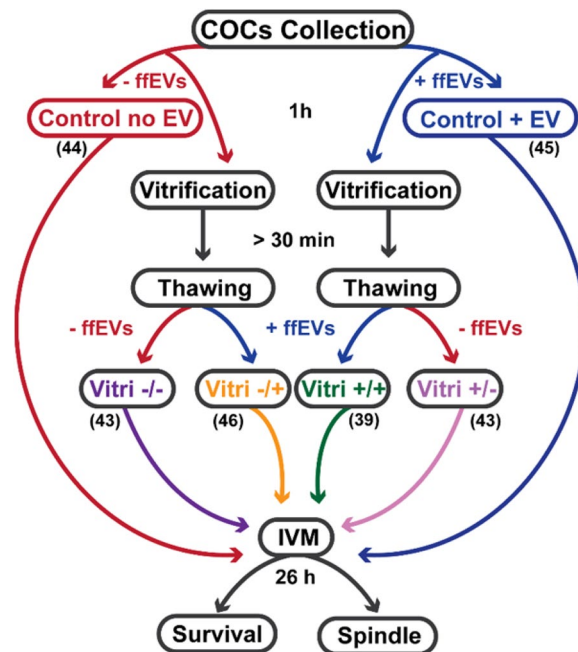 COCs Collection
- ffEVs
+ ffEVs
Control no EV
1h
Control + EV
(44)
(45)
Vitrification
Vitrification
> 30 min
Thawing
Thawing
- ffEVs
+ ffEVs
- ffEVs
Vitri -/-
Vitri -/+
Vitri +/+
Vitri +/-
(43)
(46)
(39)
(43)
IVM
26 h
Survival
Spindle